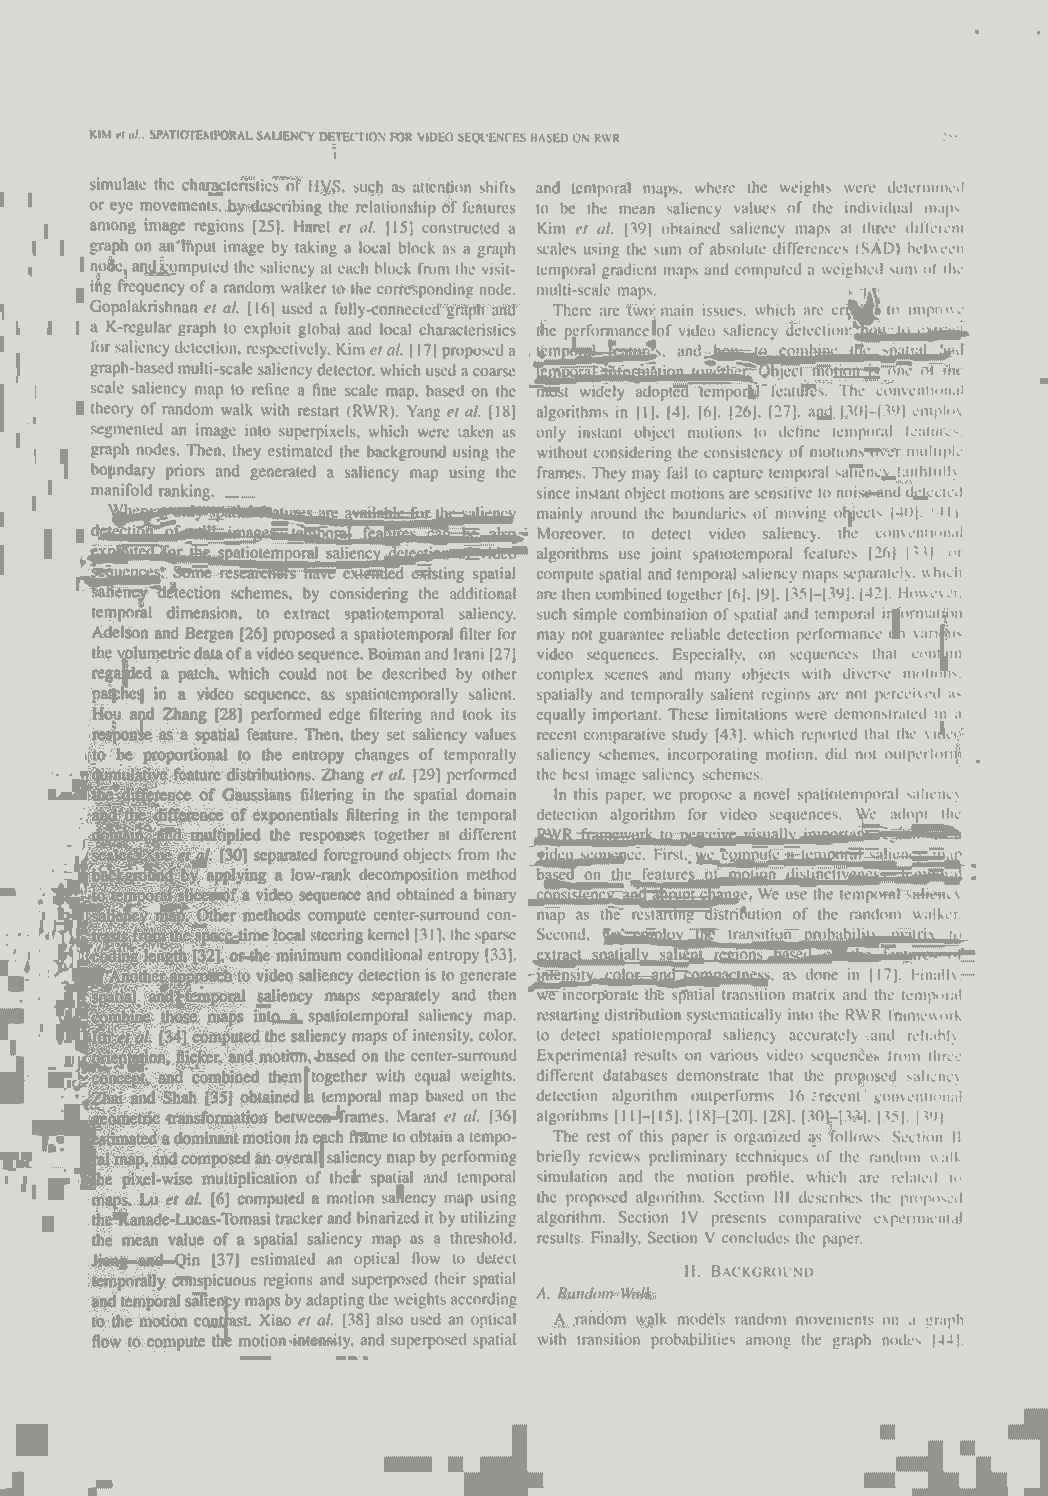 KIM et al.: SPATIOTEMPORAL SALIENCY DETECTION FOR VIDEO SEQUENCES BASED ON RWR
simulate the characteristics of HVS, such as attention shifts
or eye movements, by describing the relationship of features
among image regions [25]. Harel et al. [15] constructed a
graph on an input image by taking a local block as a graph
node, and computed the saliency at each block from the visit-
ing frequency of a random walker to the corresponding node.
Gopalakrishnan et al. [16] used a fully-connected graph and
a K-regular graph to exploit global and local characteristics
for saliency detection, respectively. Kim et al. [17] proposed a
graph-based multi-scale saliency detector, which used a coarse
scale saliency map to refine a fine scale map, based on the
theory of random walk with restart (RWR). Yang et al. [18]
segmented an image into superpixels, which were taken as
graph nodes. Then, they estimated the background using the
boundary priors and generated a saliency map using the
manifold ranking.
only spatial features are available for the saliency
detection of still images, temporal features can be also
exploited for the spatiotemporal saliency detection of video
sequences. Some researchers have extended existing spatial
saliency detection schemes, by considering the additional
temporal dimension, to extract spatiotemporal saliency.
Adelson and Bergen [26] proposed a spatiotemporal filter for
the volumetric data of a video sequence. Boiman and Irani [27]
regarded a patch, which could not be described by other
patches in a video sequence, as spatiotemporally salient.
Hou and Zhang [28] performed edge filtering and took its
response as a spatial feature. Then, they set saliency values
to be proportional to the entropy changes of temporally
cumulative feature distributions. Zhang et al. [29] performed
the difference of Gaussians filtering in the spatial domain
and the difference of exponentials filtering in the temporal
domain, and multiplied the responses together at different
et al. [30] separated foreground objects from the
background by applying a low-rank decomposition method
to temporal slices of a video sequence and obtained a binary
saliency map. Other methods compute center-surround con-
from the space-time local steering kernel [31], the sparse
coding length [32], or the minimum conditional entropy [33].
Another approach to video saliency detection is to generate
spatial and temporal saliency maps separately and then
combine those maps into a spatiotemporal saliency map.
et al. [34] computed the saliency maps of intensity, color,
orientation, flicker, and motion, based on the center-surround
concept, and combined them together with equal weights.
Zhai and Shah [35] obtained a temporal map based on the
geometric transformation between frames. Marat et al. [36]
estimated a dominant motion in each frame to obtain a tempo-
ral map, and composed an overall saliency map by performing
the pixel-wise multiplication of their spatial and temporal
maps. Lu et al. [6] computed a motion saliency map using
the Kanade-Lucas-Tomasi tracker and binarized it by utilizing
the mean value of a spatial saliency map as a threshold.
Jiang and Qin [37] estimated an optical flow to detect
temporally conspicuous regions and superposed their spatial
and temporal saliency maps by adapting the weights according
to the motion contrast. Xiao et al. [38] also used an optical
flow to compute the motion intensity, and superposed spatial
and temporal maps, where the weights were determined
to be the mean saliency values of the individual maps.
Kim et al. [39] obtained saliency maps at three different
scales using the sum of absolute differences (SAD) between
temporal gradient maps and computed a weighted sum of the
multi-scale maps.
There are two main issues, which are to improve
the performance of video saliency detection: how to extract
temporal features, and how to combine the spatial and
temporal information together. Object motion is one of the
most widely adopted temporal features. The conventional
algorithms in [1], [4], [6], [26], [27], and [30]–[39] employ
only instant object motions to define temporal features,
without considering the consistency of motions over multiple
frames. They may fail to capture temporal saliency faithfully
since instant object motions are sensitive to noise and detected
mainly around the boundaries of moving objects [40], [41].
Moreover, to detect video saliency, the conventional
algorithms use joint spatiotemporal features [26]–[33], or
compute spatial and temporal saliency maps separately, which
are then combined together [6], [9], [35]–[39], [42]. However,
such simple combination of spatial and temporal information
may not guarantee reliable detection performance in various
video sequences. Especially, on sequences that contain
complex scenes and many objects with diverse motions,
spatially and temporally salient regions are not perceived as
equally important. These limitations were demonstrated in a
recent comparative study [43], which reported that the video
saliency schemes, incorporating motion, did not outperform
the best image saliency schemes.
In this paper, we propose a novel spatiotemporal saliency
detection algorithm for video sequences. We adopt the
RWR framework to perceive visually important
video sequence. First, we compute a temporal saliency map
based on the features of motion distinctiveness, temporal
consistency, and abrupt change. We use the temporal saliency
map as the restarting distribution of the random walker.
Second, we employ the transition probability matrix to
extract spatially salient regions based on the features of
intensity, color, and compactness, as done in [17]. Finally,
we incorporate the spatial transition matrix and the temporal
restarting distribution systematically into the RWR framework
to detect spatiotemporal saliency accurately and reliably.
Experimental results on various video sequences from three
different databases demonstrate that the proposed saliency
detection algorithm outperforms 16 recent conventional
algorithms [11]–[15], [18]–[20], [28], [30]–[33], [35], [39].
The rest of this paper is organized as follows. Section II
briefly reviews preliminary techniques of the random walk
simulation and the motion profile, which are related to
the proposed algorithm. Section III describes the proposed
algorithm. Section IV presents comparative experimental
results. Finally, Section V concludes the paper.
II. BACKGROUND
A. Random Walk
A random walk models random movements on a graph
with transition probabilities among the graph nodes [44].